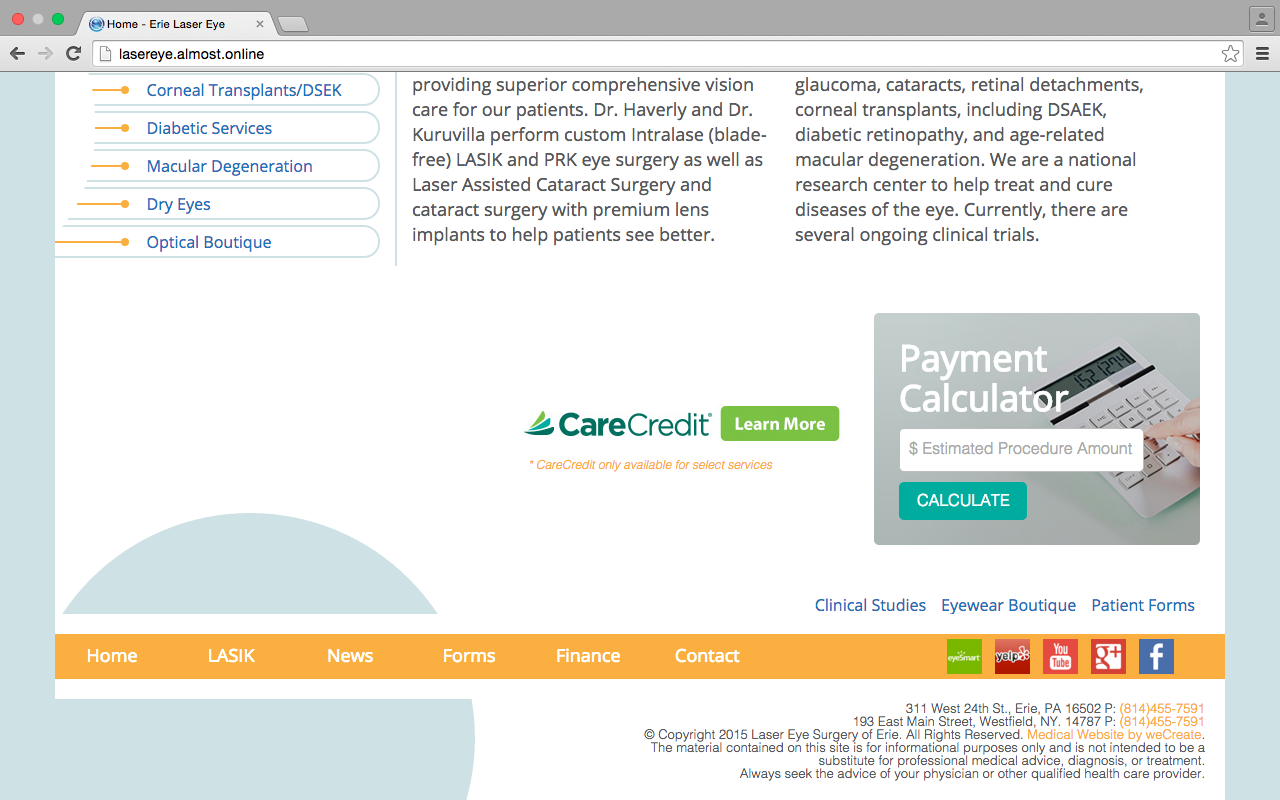 Home - Erie Laser Eye
lasereye.almost.online
Corneal Transplants/DSEK
Diabetic Services
Macular Degeneration
Dry Eyes
Optical Boutique
providing superior comprehensive vision
care for our patients. Dr. Haverly and Dr.
Kuruvilla perform custom Intralase (blade-
free) LASIK and PRK eye surgery as well as
Laser Assisted Cataract Surgery and
cataract surgery with premium lens
implants to help patients see better.
glaucoma, cataracts, retinal detachments,
corneal transplants, including DSAEK,
diabetic retinopathy, and age-related
macular degeneration. We are a national
research center to help treat and cure
diseases of the eye. Currently, there are
several ongoing clinical trials.
CareCredit® Learn More
* CareCredit only available for select services
Payment
Calculator
1521274
$ Estimated Procedure Amount
CALCULATE
Clinical Studies Eyewear Boutique Patient Forms
Home LASIK News Forms Finance Contact
eyeSmart yelp You Tube g+ f
311 West 24th St., Erie, PA 16502 P: (814)455-7591
193 East Main Street, Westfield, NY. 14787 P: (814)455-7591
© Copyright 2015 Laser Eye Surgery of Erie. All Rights Reserved. Medical Website by weCreate.
The material contained on this site is for informational purposes only and is not intended to be a
substitute for professional medical advice, diagnosis, or treatment.
Always seek the advice of your physician or other qualified health care provider.